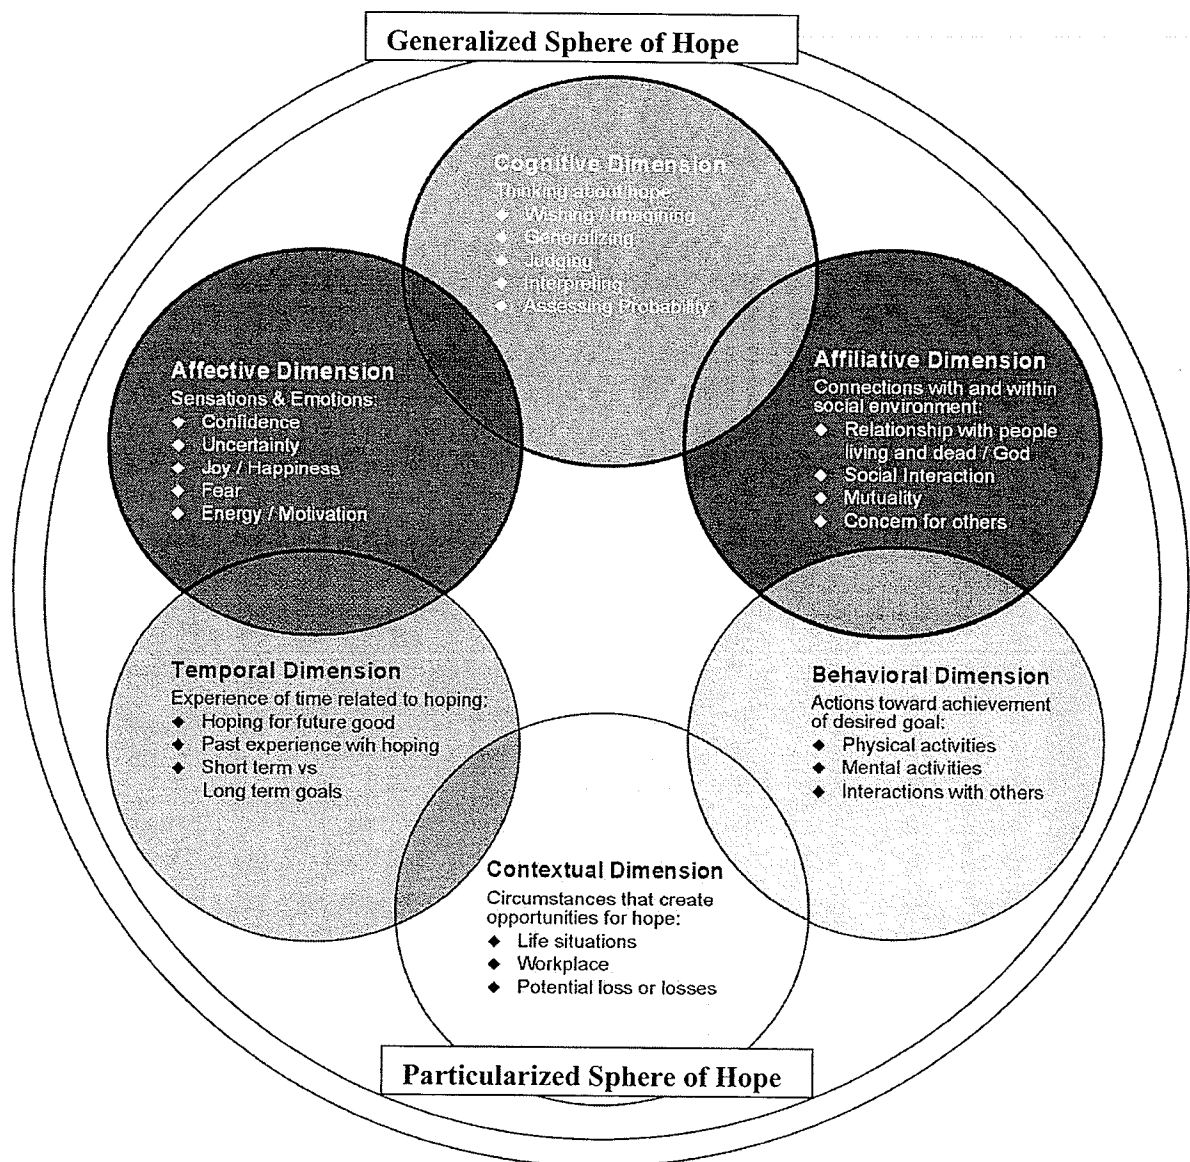 Generalized Sphere of Hope
Cognitive Dimension
Thinking about hope
◆ Wishing / Imagining
◆ Generalizing
◆ Judging
◆ Interpreting
◆ Assessing Probability
Affective Dimension
Sensations & Emotions:
◆ Confidence
◆ Uncertainty
◆ Joy / Happiness
◆ Fear
◆ Energy / Motivation
Affiliative Dimension
Connections with and within
social environment:
◆ Relationship with people
living and dead / God
◆ Social Interaction
◆ Mutuality
◆ Concern for others
Temporal Dimension
Experience of time related to hoping:
◆ Hoping for future good
◆ Past experience wih hoping
◆ Short term vs
Long term goals
Behavioral Dimension
Actions toward achievement
of desired goal:
◆ Physical activities
◆ Mental activities
◆ Interactions with others
Contextual Dimension
Circumstances that create
opportunities for hope:
◆ Life situations
◆ Workplace
◆ Potential loss or losses
Particularized Sphere of Hope